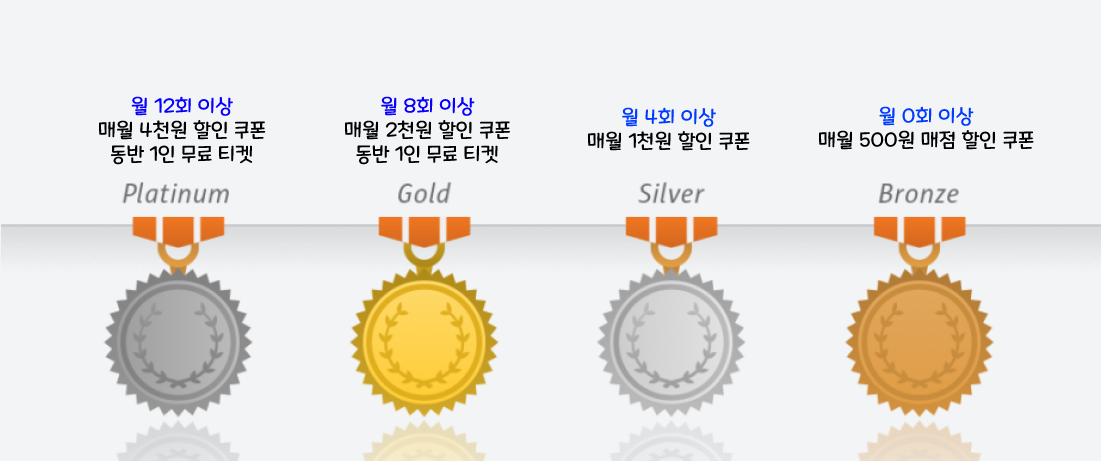 월 12회 이상
매월 4천원 할인 쿠폰
동반 1인 무료 티켓
Platinum
월 8회 이상
매월 2천원 할인 쿠폰
동반 1인 무료 티켓
Gold
월 4회 이상
매월 1천원 할인 쿠폰
Silver
월 0회 이상
매월 500원 매점 할인 쿠폰
Bronze